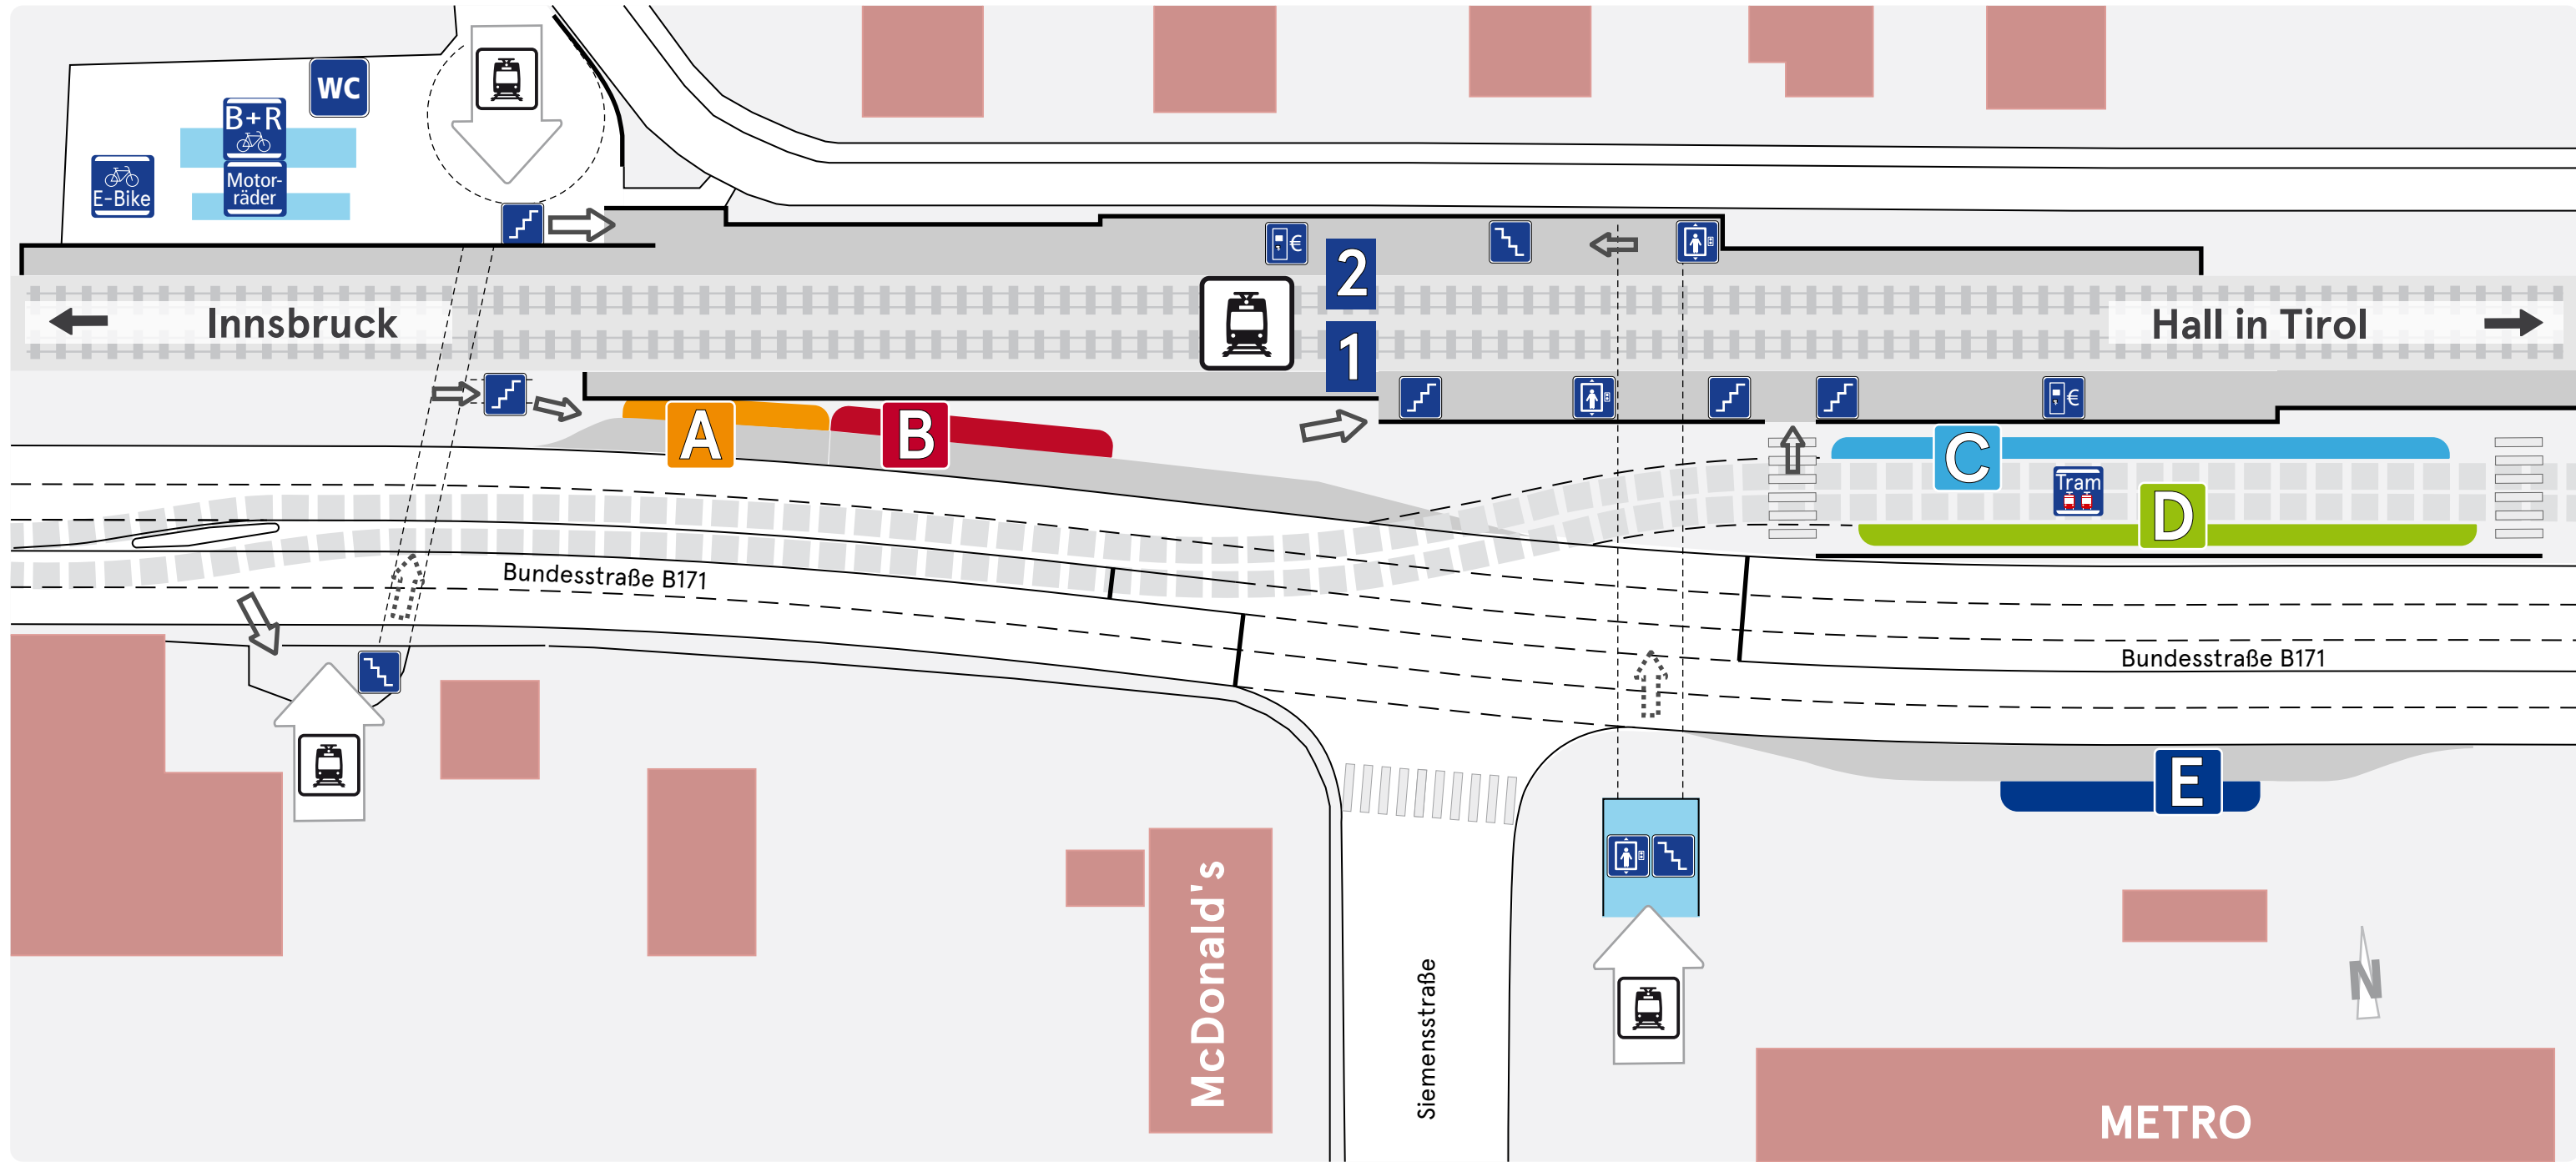 WC
B+R
E-Bike
Motor-
räder
€
2
Innsbruck
Hall in Tirol
1
€
A
B
C
Tram
D
Bundesstraße B171
Bundesstraße B171
E
McDonald's
Siemensstraße
N
METRO